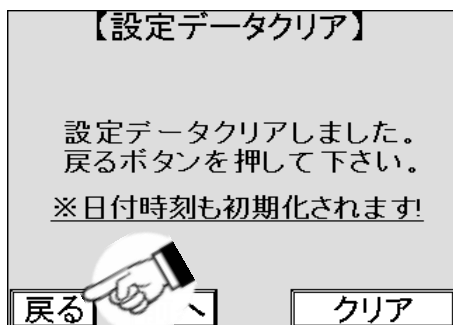 【設定データクリア】
設定データクリアしました。
戻るボタンを押して下さい。
※日付時刻も初期化されます!
戻る
クリア